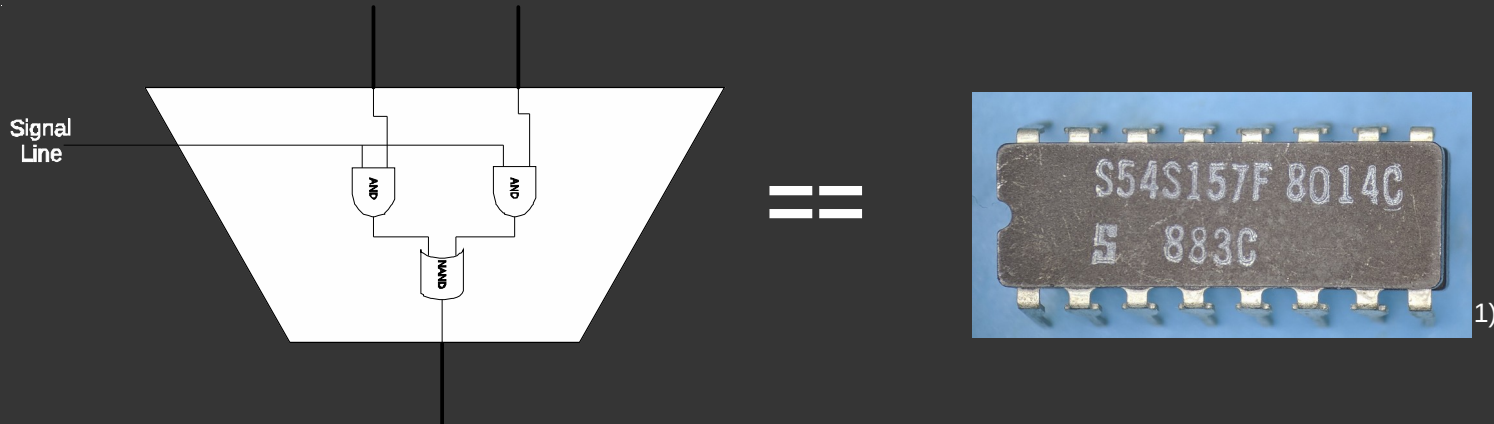 Signal
Line
AND
AND
NAND
==
S54S157F 8014C
S 883C
1)